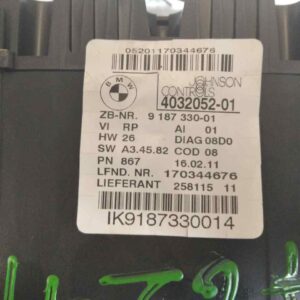 05201170344676
BMW
JOHNSON
CONTROLS
4032052-01
ZB-NR. 9 187 330-01
VI RP AI 01
HW 26 DIAG 08D0
SW A3.45.82 COD 08
PN 867 16.02.11
LFND. NR. 170344676
LIEFERANT 258115 11
IK9187330014